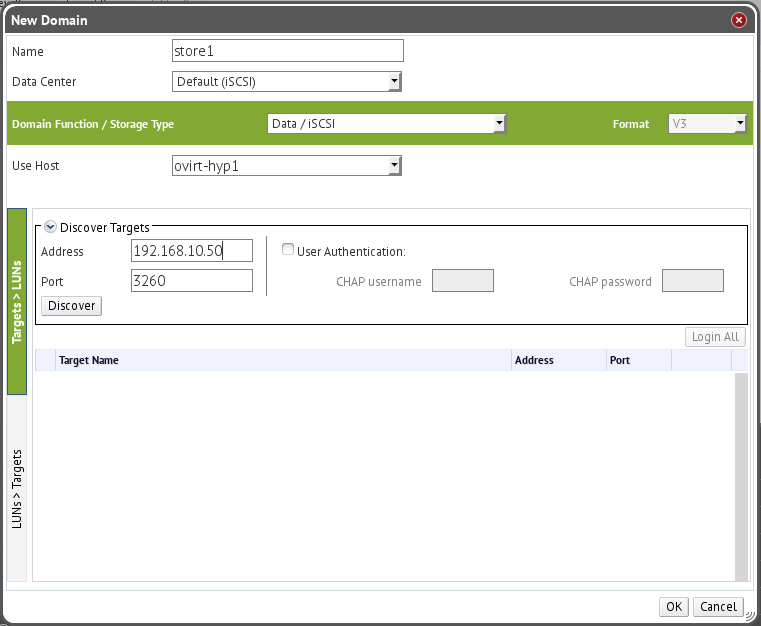 New Domain
Name store1
Data Center Default (iSCSI)
Domain Function / Storage Type Data / iSCSI Format V3
Use Host ovirt-hyp1
Targets > LUNs
LUNs > Targets
Discover Targets
Address 192.168.10.50 User Authentication:
Port 3260 CHAP username CHAP password
Discover
Login All
Target Name Address Port
OK Cancel